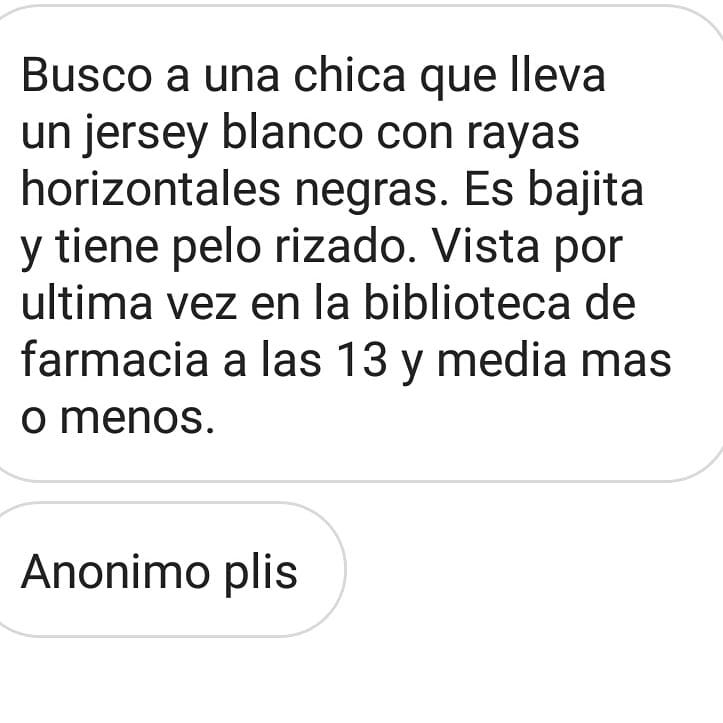 Busco a una chica que lleva
un jersey blanco con rayas
horizontales negras. Es bajita
y tiene pelo rizado. Vista por
ultima vez en la biblioteca de
farmacia a las 13 y media mas
o menos.
Anonimo plis